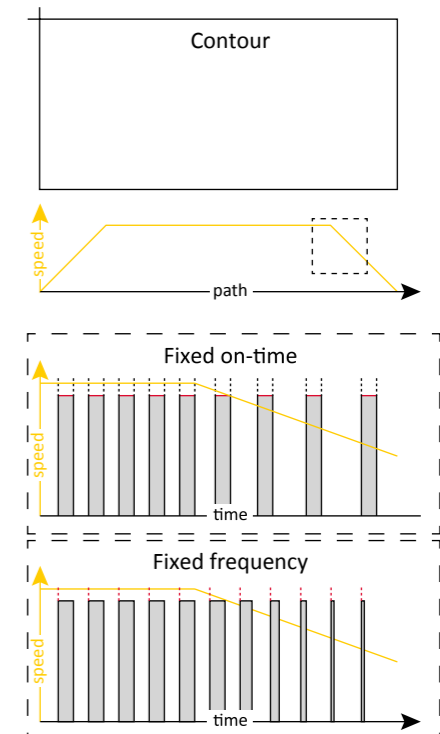 Contour
speed
path
Fixed on-time
speed
time
Fixed frequency
speed
time